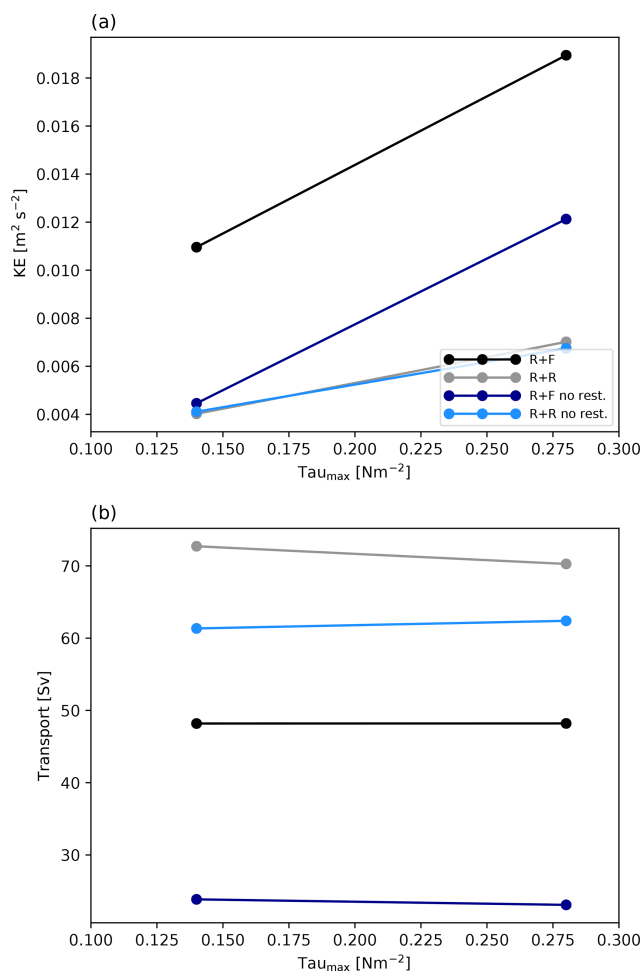 (a)
KE [m² s⁻²]
0.018
0.016
0.014
0.012
0.010
0.008
0.006
0.004
R+F
R+R
R+F no rest.
R+R no rest.
0.100 0.125 0.150 0.175 0.200 0.225 0.250 0.275 0.300
Tau_max [Nm⁻²]
(b)
Transport [Sv]
70
60
50
40
30
0.100 0.125 0.150 0.175 0.200 0.225 0.250 0.275 0.300
Tau_max [Nm⁻²]